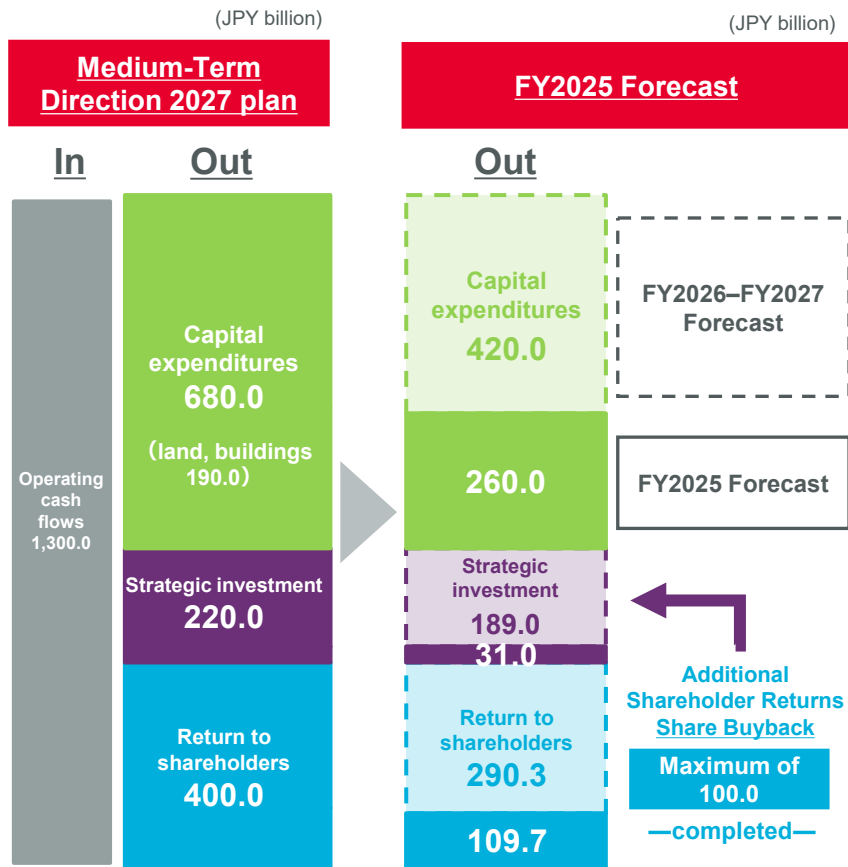 (JPY billion)
Medium-Term
Direction 2027 plan
In
Out
Operating
cash
flows
1,300.0
Capital
expenditures
680.0
(land, buildings
190.0)
Strategic investment
220.0
Return to
shareholders
400.0
(JPY billion)
FY2025 Forecast
Out
Capital
expenditures
420.0
260.0
Strategic
investment
189.0
31.0
Return to
shareholders
290.3
109.7
FY2026–FY2027
Forecast
FY2025 Forecast
Additional
Shareholder Returns
Share Buyback
Maximum of
100.0
—completed—